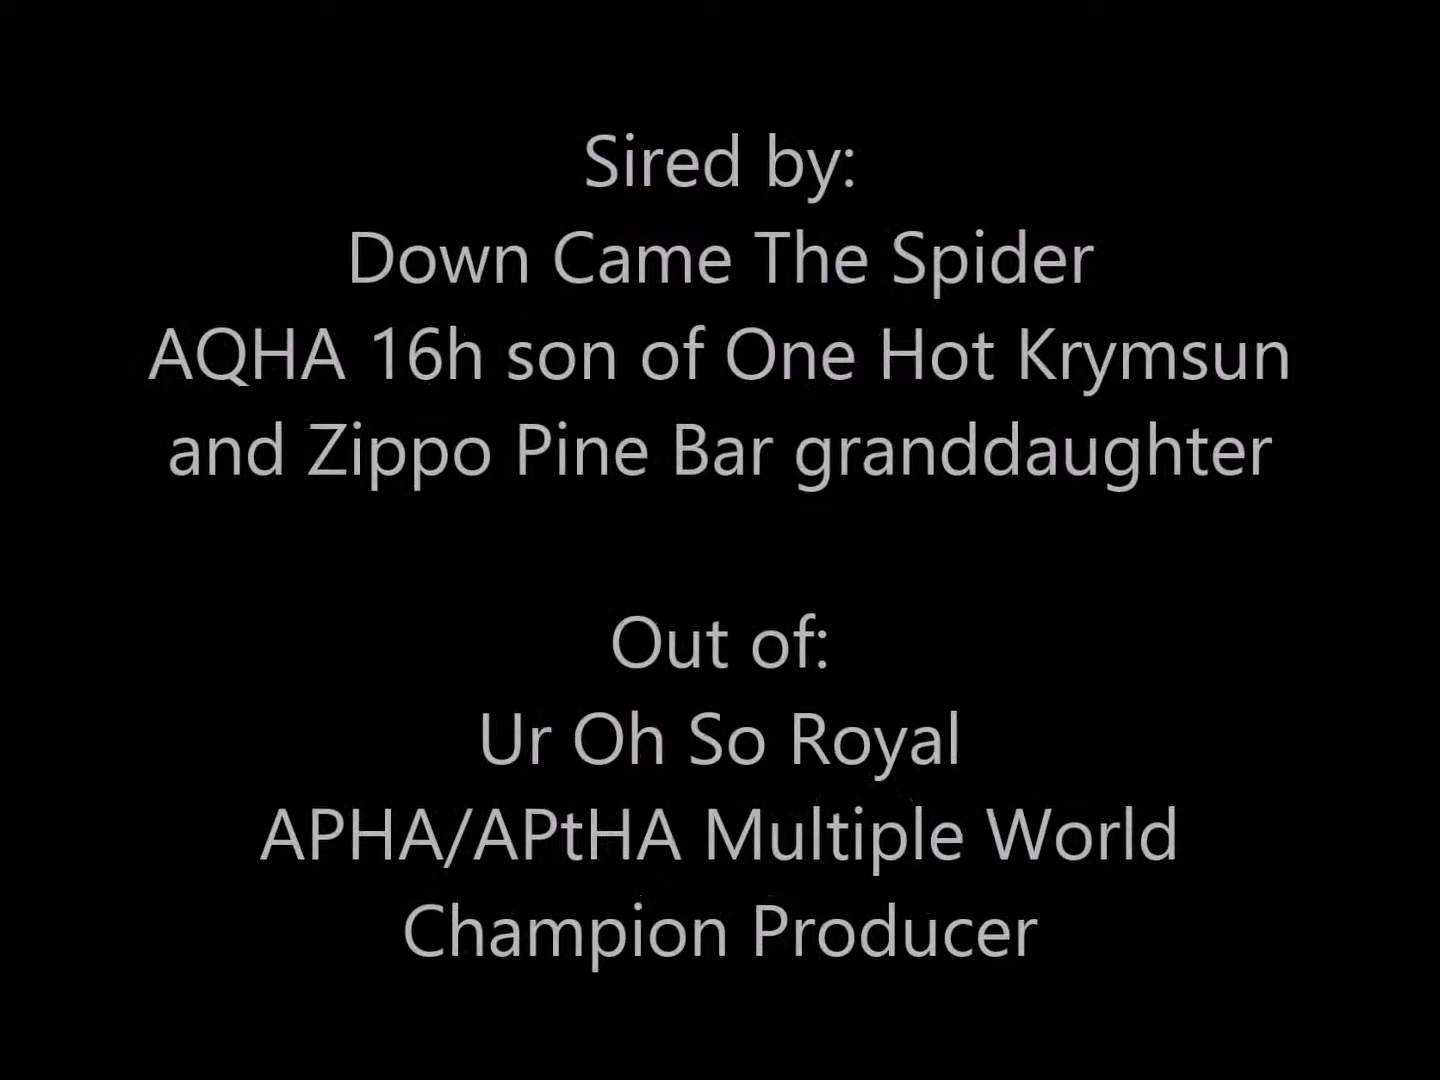 Sired by:
Down Came The Spider
AQHA 16h son of One Hot Krymsun
and Zippo Pine Bar granddaughter
Out of:
Ur Oh So Royal
APHA/APtHA Multiple World
Champion Producer